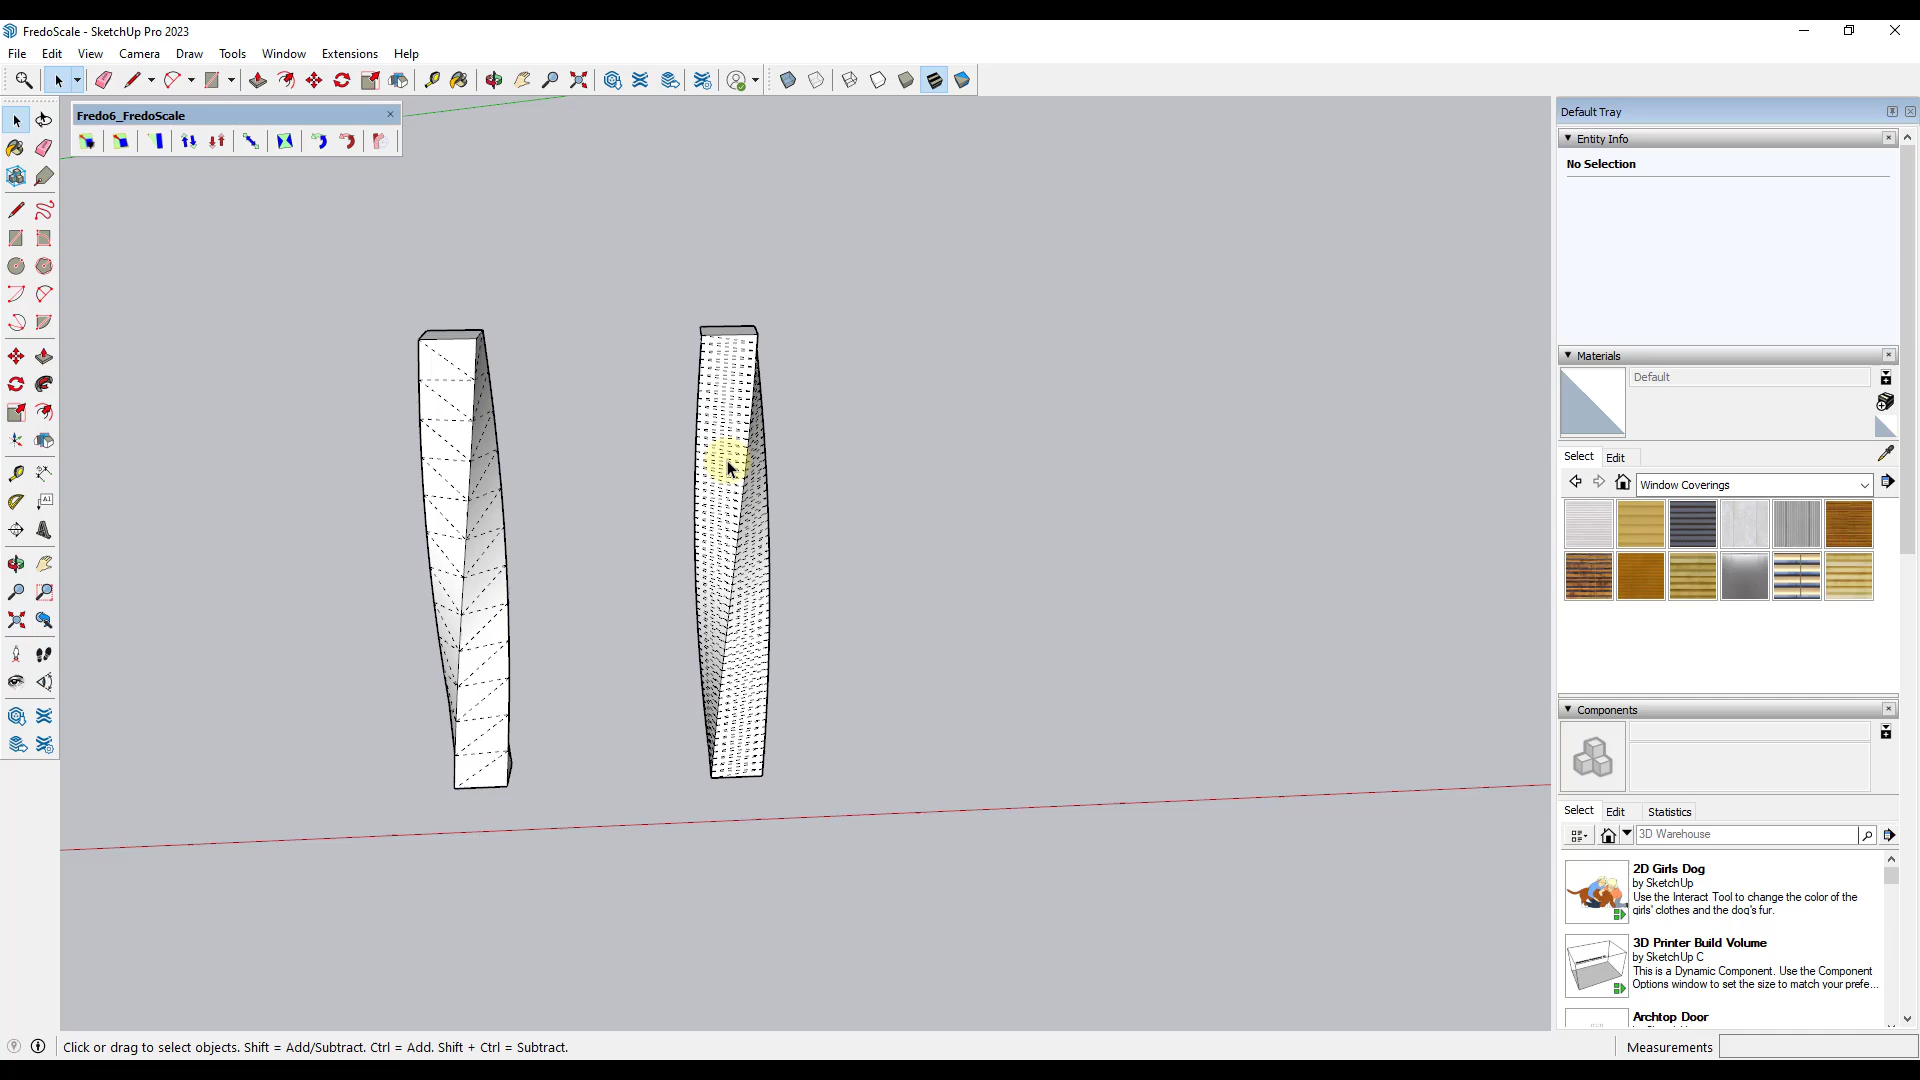 FredoScale - SketchUp Pro 2023
File Edit View Camera Draw Tools Window Extensions Help
Fredo6_FredoScale
Default Tray
Entity Info
No Selection
Materials
Default
Select Edit
Window Coverings
Components
Select Edit Statistics
3D Warehouse
2D Girls Dog
by SketchUp
Use the Interact Tool to change the color of the
girls' clothes and the dog's fur.
3D Printer Build Volume
by SketchUp C
This is a Dynamic Component. Use the Component
Options window to set the size to match your prefe...
Archtop Door
Click or drag to select objects. Shift = Add/Subtract. Ctrl = Add. Shift + Ctrl = Subtract.
Measurements